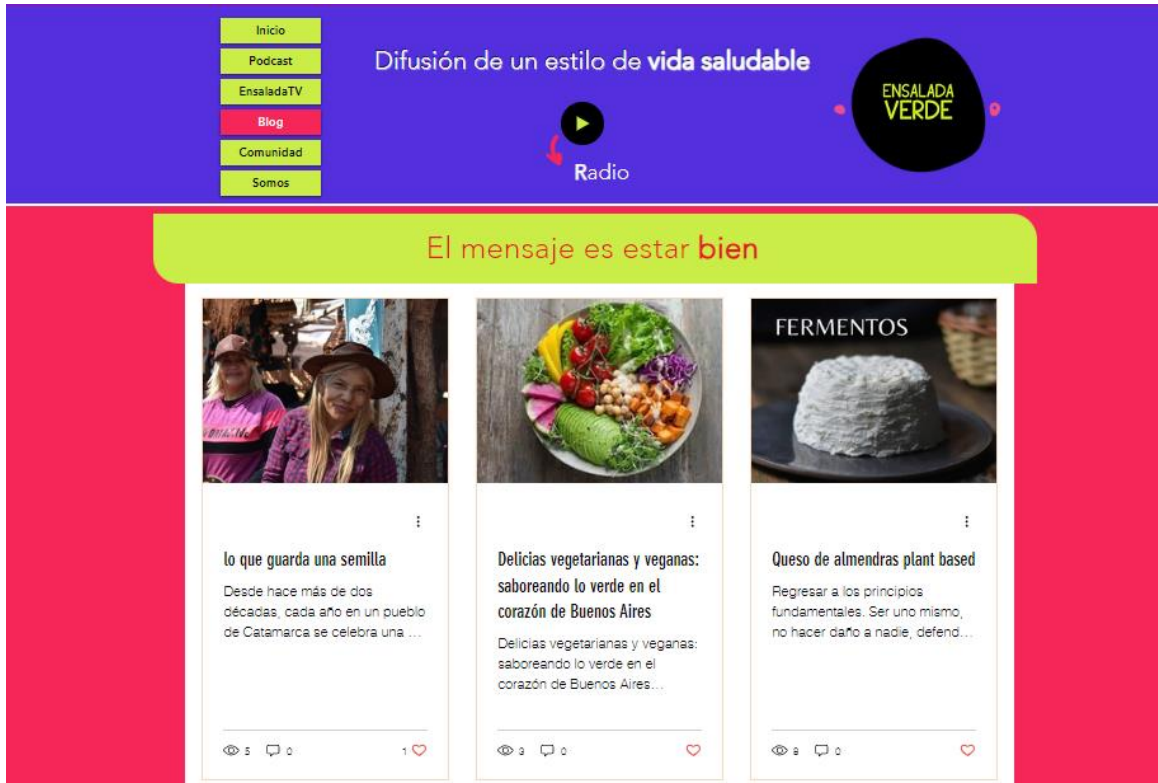 Inicio
Podcast
EnsaladaTV
Blog
Comunidad
Somos
Difusión de un estilo de vida saludable
Radio
ENSALADA
VERDE
El mensaje es estar bien
lo que guarda una semilla
Desde hace más de dos
décadas, cada año en un pueblo
de Catamarca se celebra una ...
5 0 1
Delicias vegetarianas y veganas:
saboreando lo verde en el
corazón de Buenos Aires
Delicias vegetarianas y veganas:
saboreando lo verde en el
corazón de Buenos Aires...
3 0
FERMENTOS
Queso de almendras plant based
Regresar a los principios
fundamentales. Ser uno mismo,
no hacer daño a nadie, defend...
0